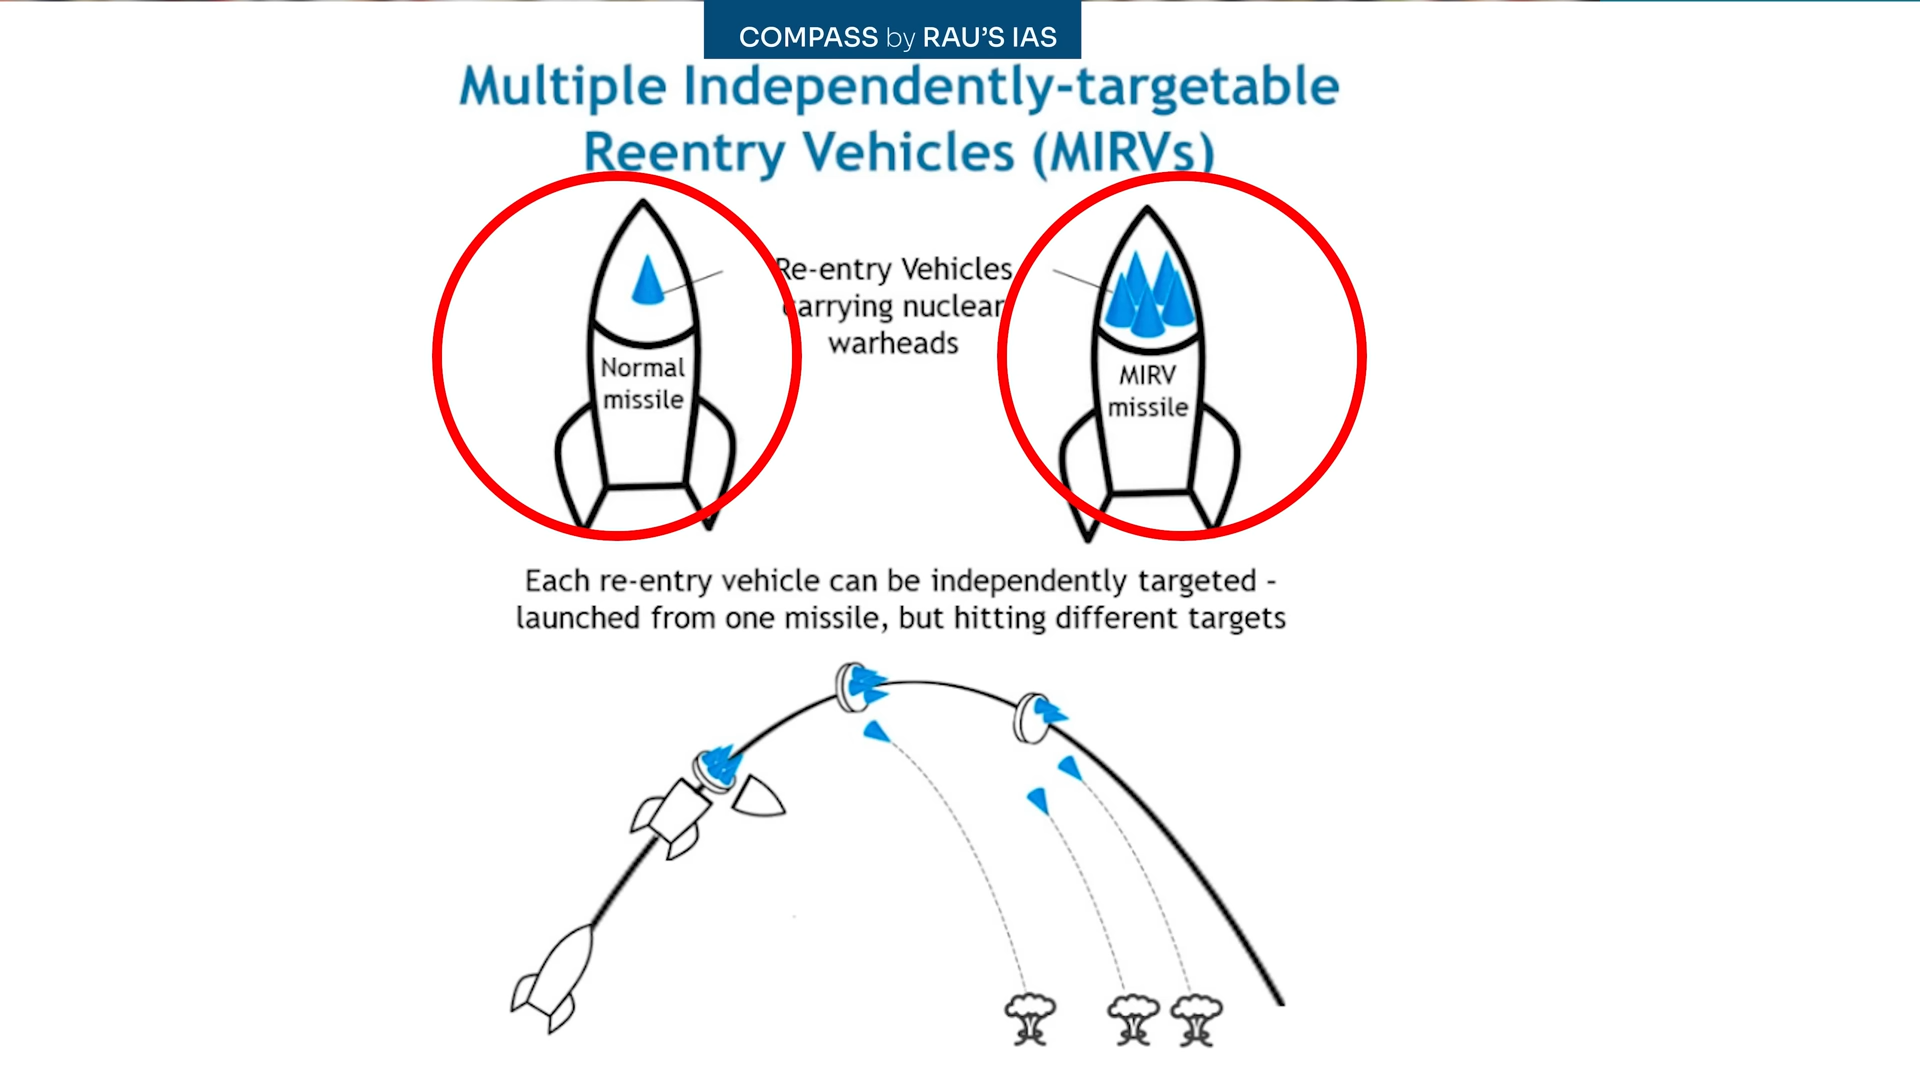 COMPASS by RAU'S IAS
Multiple Independently-targetable
Reentry Vehicles (MIRVs)
Re-entry Vehicles
carrying nuclear
warheads
Normal
missile
MIRV
missile
Each re-entry vehicle can be independently targeted -
launched from one missile, but hitting different targets